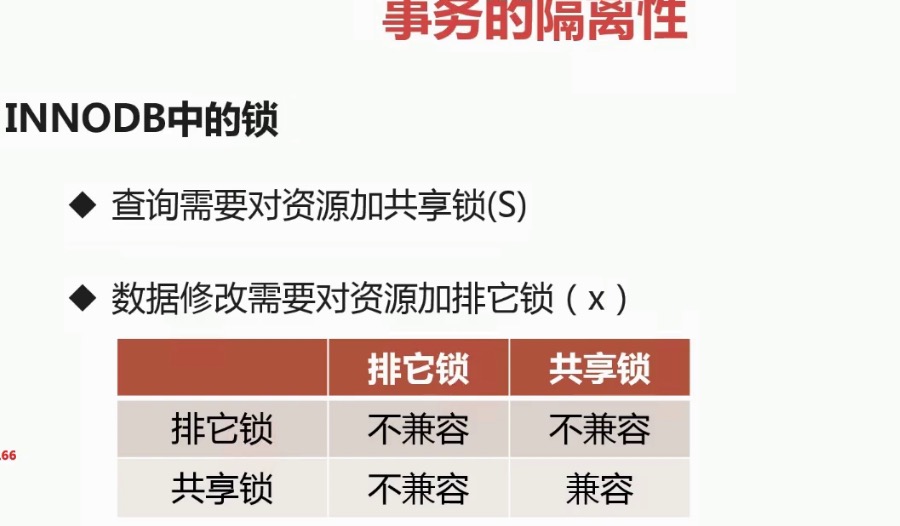 事务的隔离性
INNODB中的锁
◆ 查询需要对资源加共享锁(S)
◆ 数据修改需要对资源加排它锁（x）
排它锁 共享锁
排它锁 不兼容 不兼容
66
共享锁 不兼容 兼容